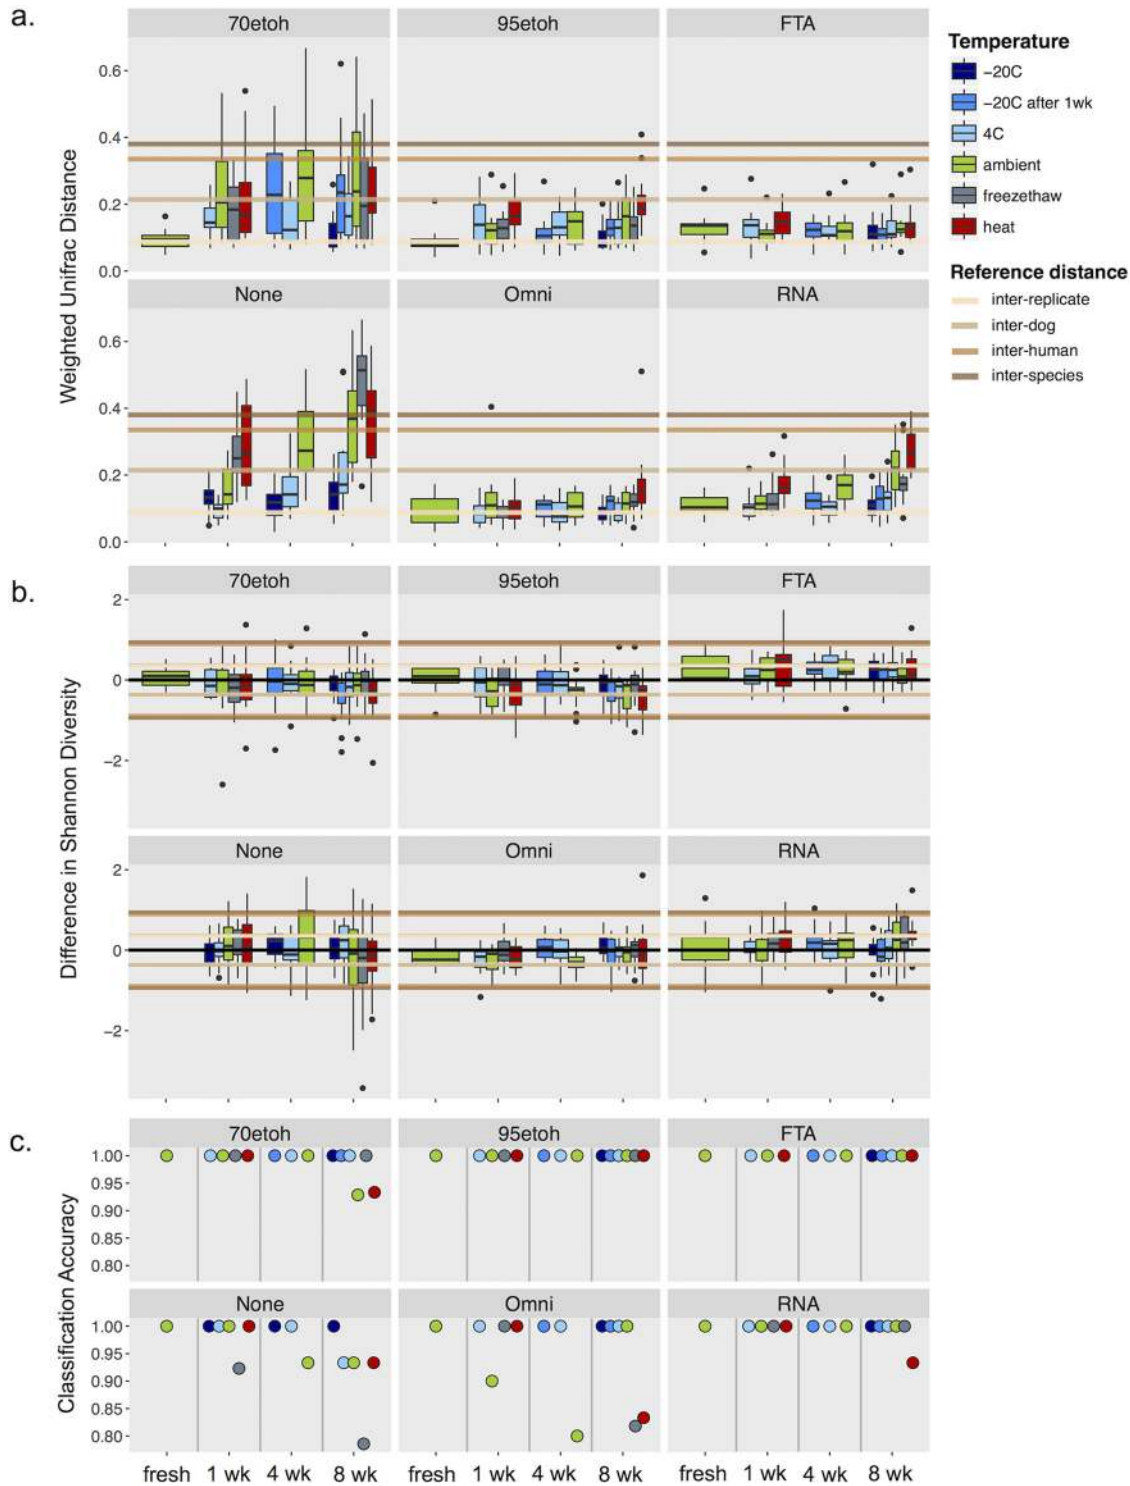 a.
70etoh
95etoh
FTA
0.6
0.4
0.2
0.0
None
Omni
RNA
0.6
0.4
0.2
0.0
Weighted Unifrac Distance
Temperature
−20C
−20C after 1wk
4C
ambient
freezethaw
heat
Reference distance
inter-replicate
inter-dog
inter-human
inter-species
b.
70etoh
95etoh
FTA
2
0
−2
None
Omni
RNA
2
0
−2
Difference in Shannon Diversity
c.
70etoh
95etoh
FTA
1.00
0.95
0.90
0.85
0.80
None
Omni
RNA
1.00
0.95
0.90
0.85
0.80
Classification Accuracy
fresh 1 wk 4 wk 8 wk
fresh 1 wk 4 wk 8 wk
fresh 1 wk 4 wk 8 wk